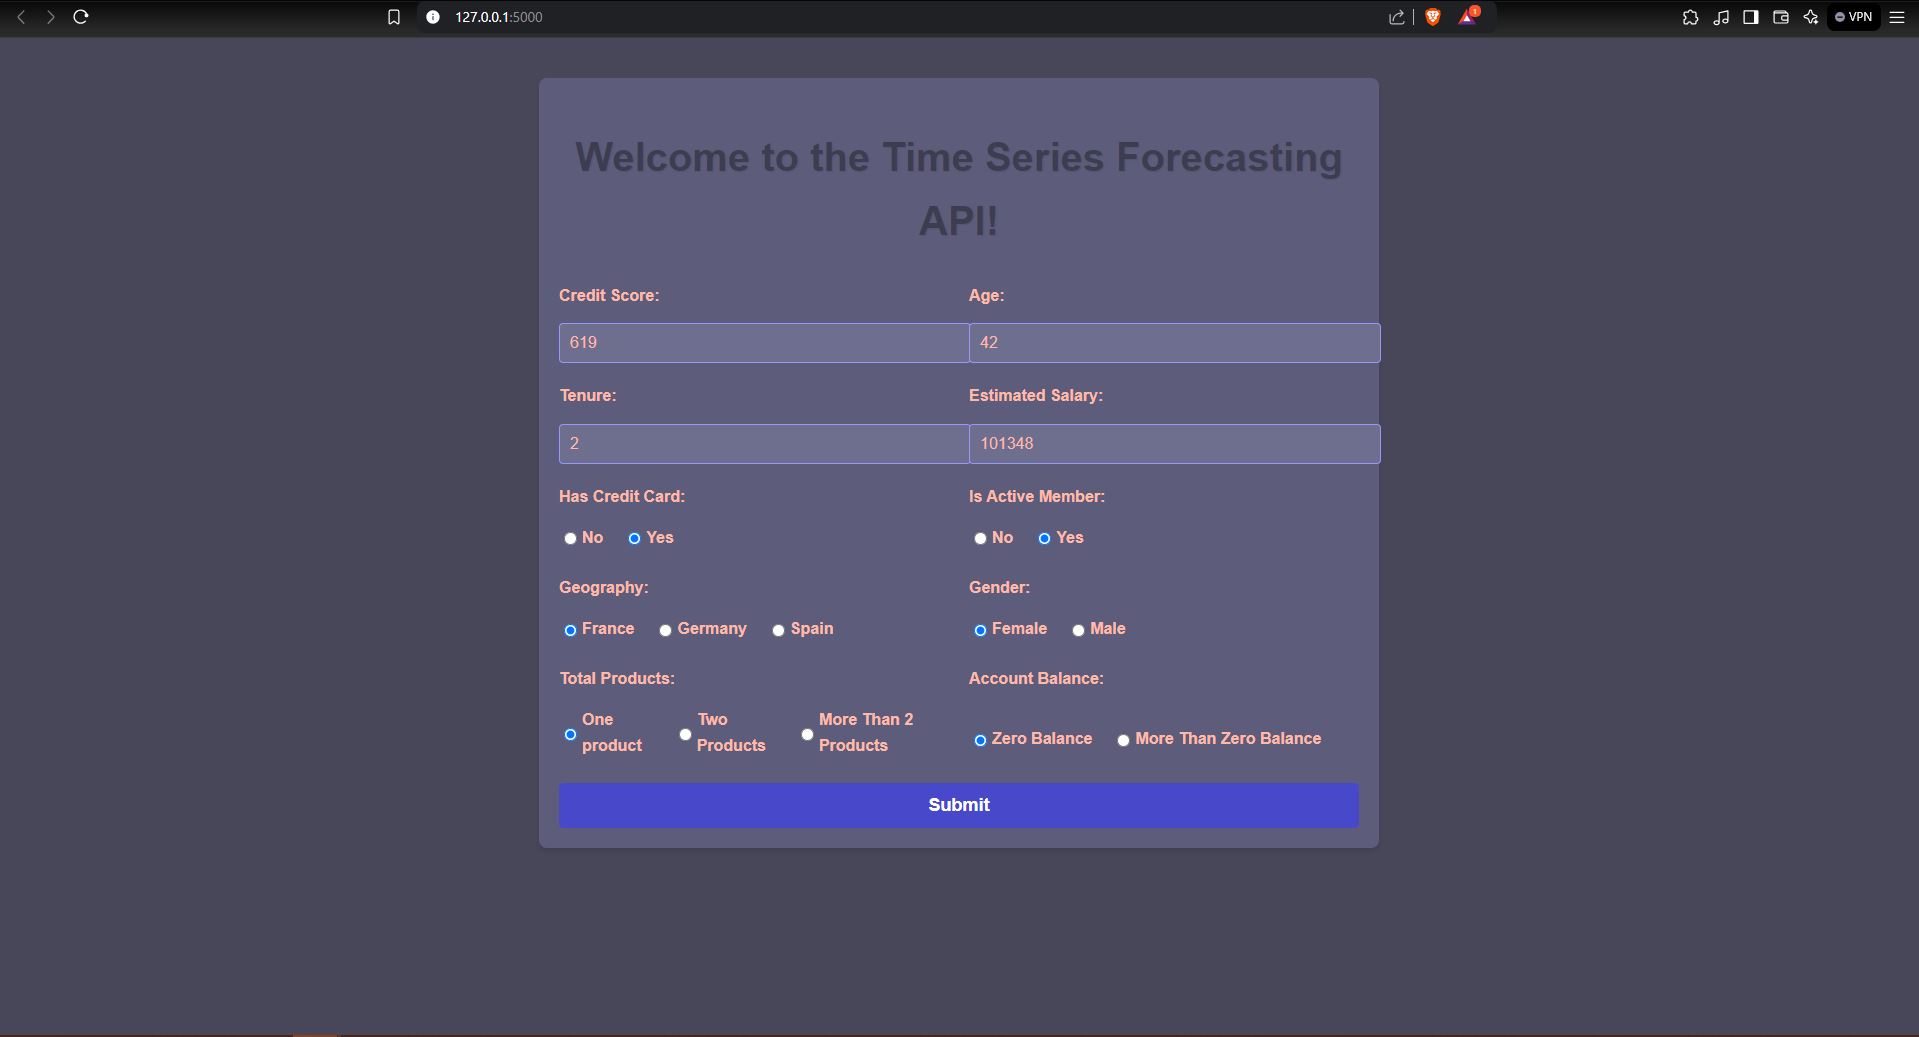 127.0.0.1:5000
1
VPN
Welcome to the Time Series Forecasting
API!
Credit Score: Age:
619 42
Tenure: Estimated Salary:
2 101348
Has Credit Card: Is Active Member:
No Yes No Yes
Geography: Gender:
France Germany Spain Female Male
Total Products: Account Balance:
One product Two Products More Than 2 Products Zero Balance More Than Zero Balance
Submit